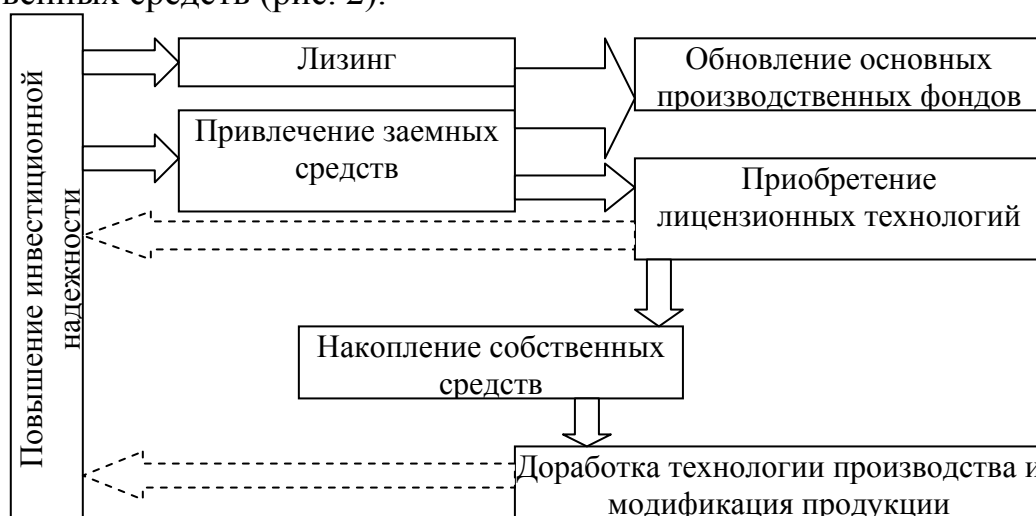 венных средств (рис. 2).
Повышение инвестиционной
надежности
Лизинг
Обновление основных
производственных фондов
Привлечение заемных
средств
Приобретение
лицензионных технологий
Накопление собственных
средств
Доработка технологии производства и
модификация продукции